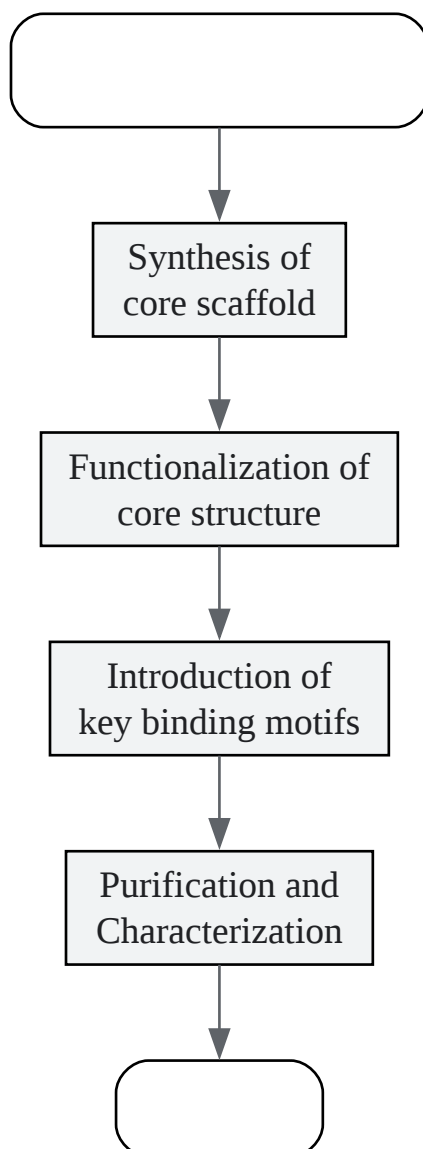 Synthesis of
core scaffold
Functionalization of
core structure
Introduction of
key binding motifs
Purification and
Characterization